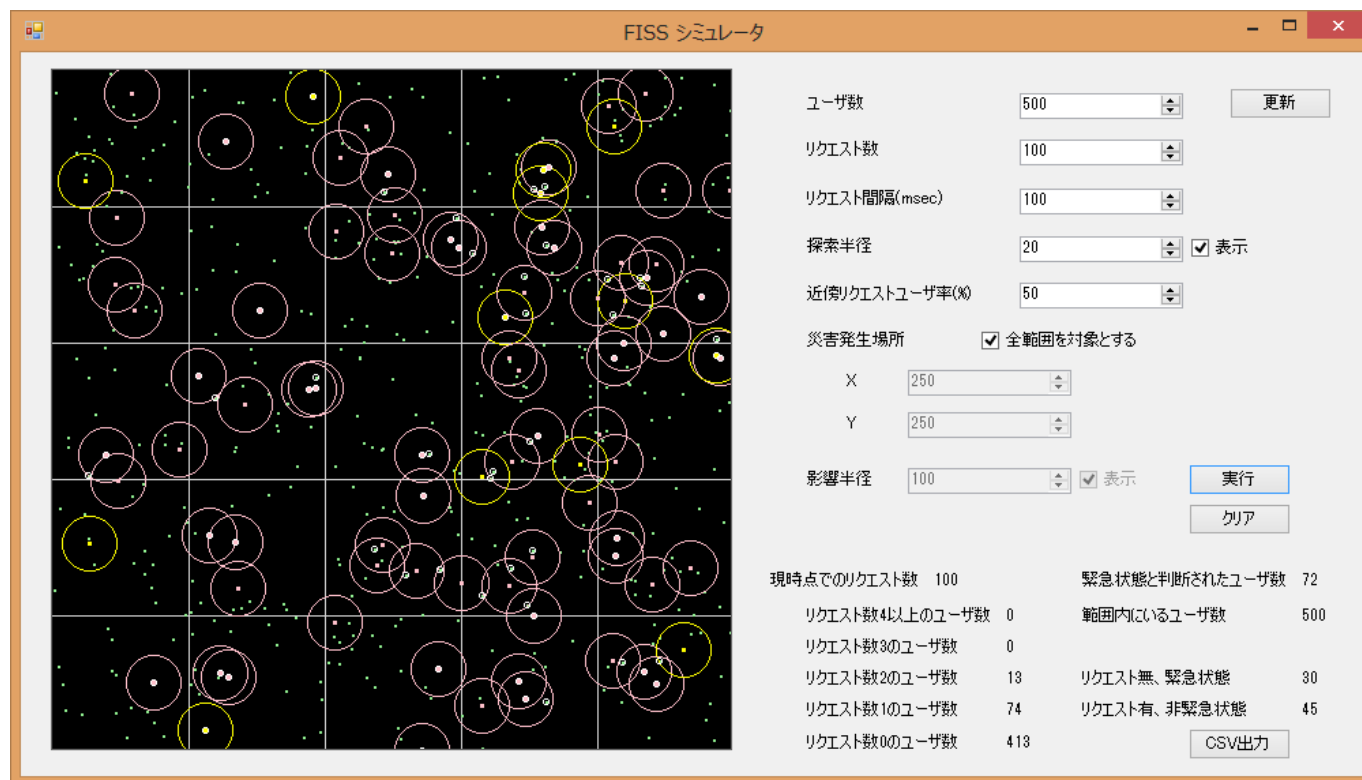 FISS シミュレータ
ユーザ数 500 更新
リクエスト数 100
リクエスト間隔(msec) 100
探索半径 20 表示
近傍リクエストユーザ率(%) 50
災害発生場所 全範囲を対象とする
X 250
Y 250
影響半径 100 表示 実行
クリア
現時点でのリクエスト数 100 緊急状態と判断されたユーザ数 72
リクエスト数4以上のユーザ数 0 範囲内にいるユーザ数 500
リクエスト数3のユーザ数 0
リクエスト数2のユーザ数 13 リクエスト無、緊急状態 30
リクエスト数1のユーザ数 74 リクエスト有、非緊急状態 45
リクエスト数0のユーザ数 413 CSV出力